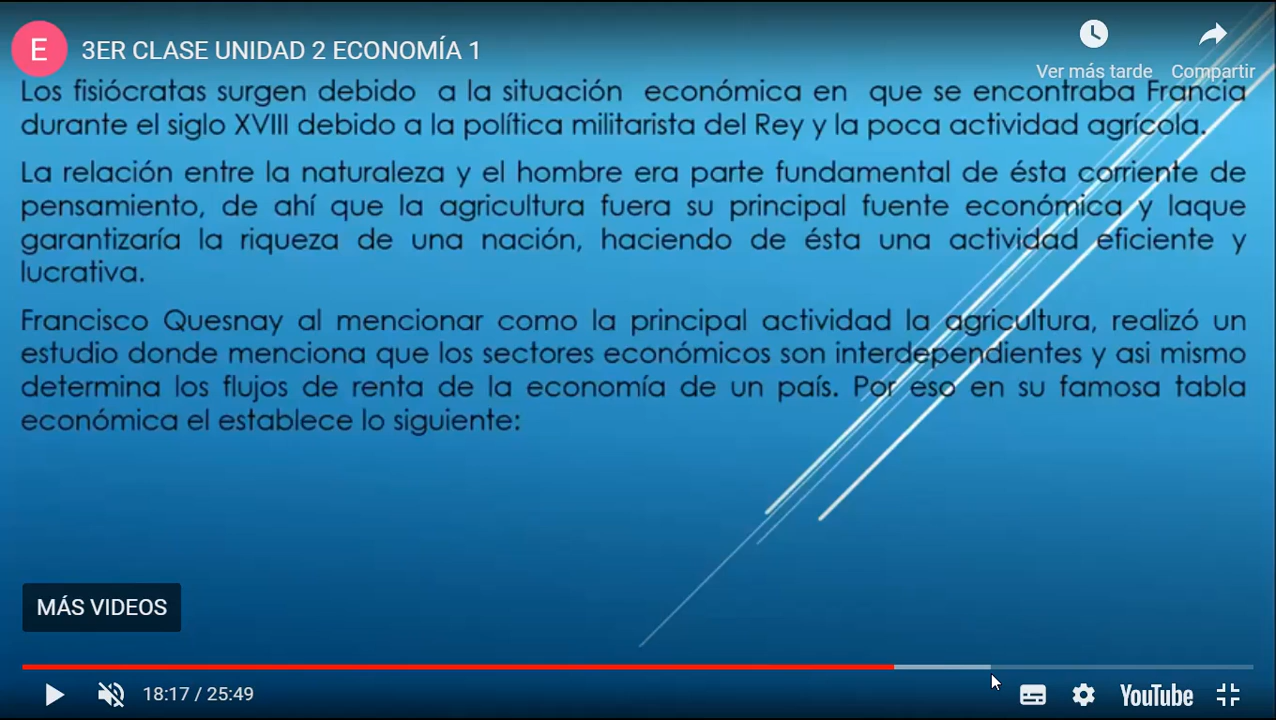 E
3ER CLASE UNIDAD 2 ECONOMÍA 1
Ver más tarde
Compartir
Los fisiócratas surgen debido a la situación económica en que se encontraba Francia
durante el siglo XVIII debido a la política militarista del Rey y la poca actividad agrícola.
La relación entre la naturaleza y el hombre era parte fundamental de ésta corriente de
pensamiento, de ahí que la agricultura fuera su principal fuente económica y laque
garantizaría la riqueza de una nación, haciendo de ésta una actividad eficiente y
lucrativa.
Francisco Quesnay al mencionar como la principal actividad la agricultura, realizó un
estudio donde menciona que los sectores económicos son interdependientes y asi mismo
determina los flujos de renta de la economía de un país. Por eso en su famosa tabla
económica el establece lo siguiente:
MÁS VIDEOS
18:17 / 25:49
YouTube